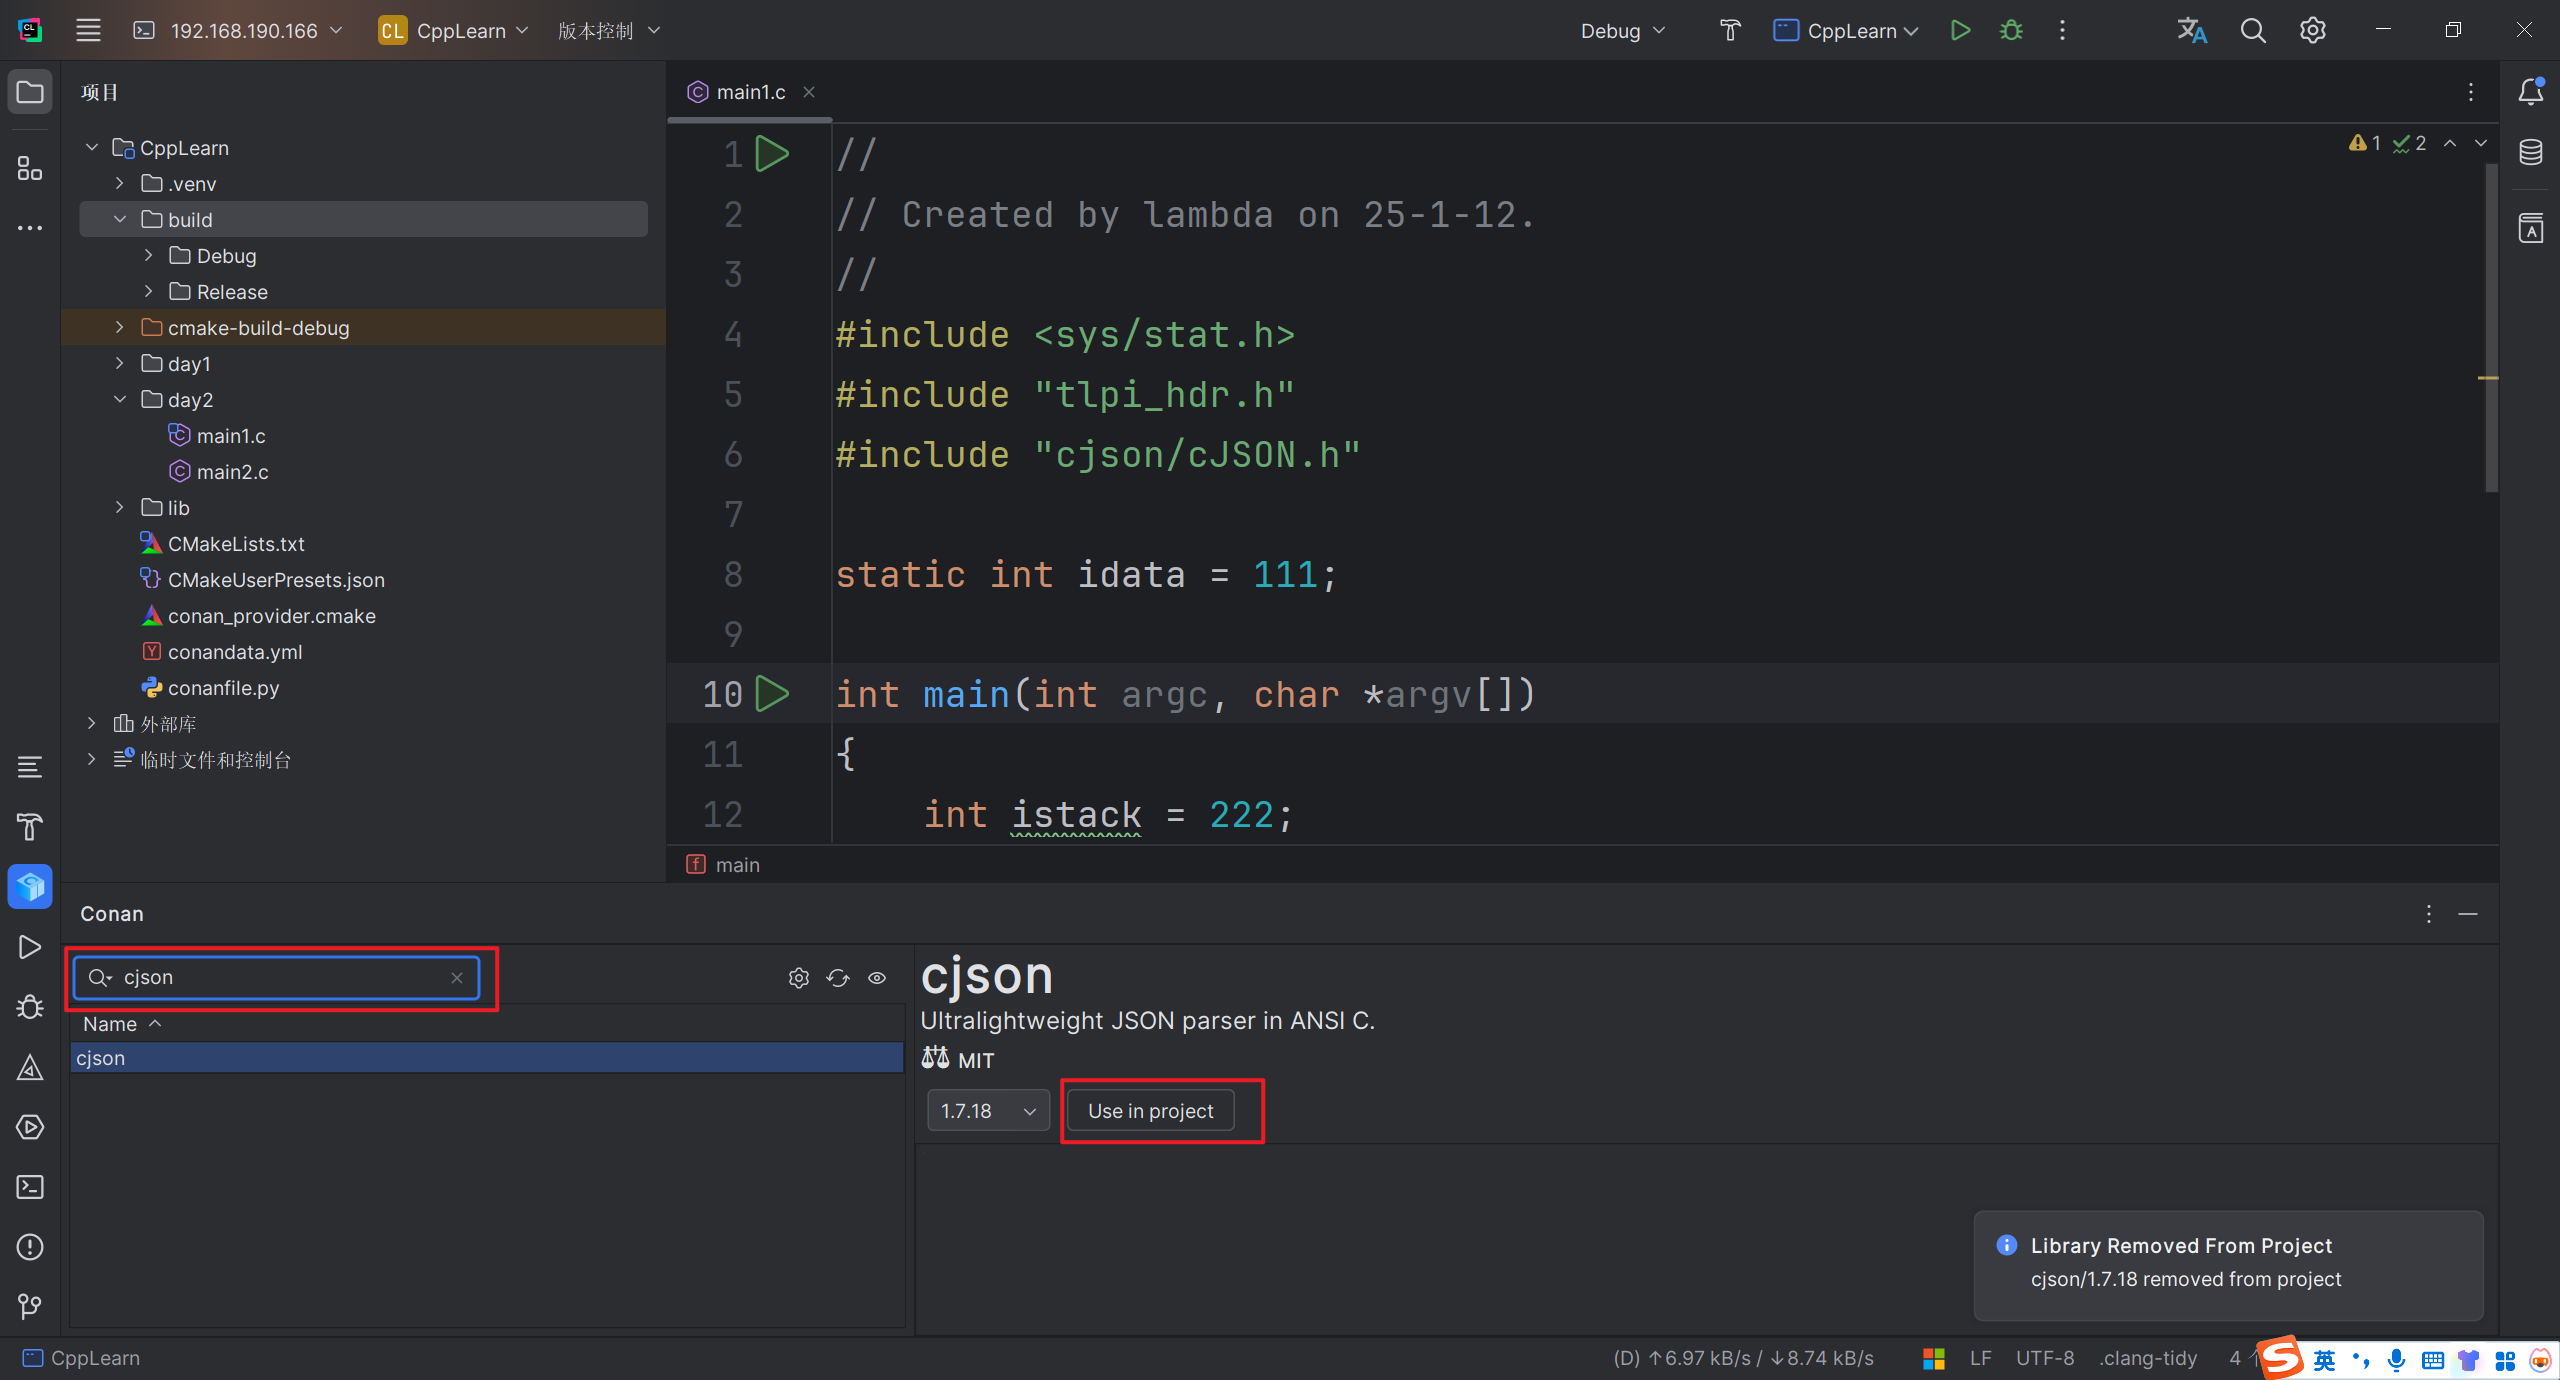 192.168.190.166
CL CppLearn
版本控制
Debug
CppLearn
项目
CppLearn
.venv
build
Debug
Release
cmake-build-debug
day1
day2
main1.c
main2.c
lib
CMakeLists.txt
CMakeUserPresets.json
conan_provider.cmake
conandata.yml
conanfile.py
外部库
临时文件和控制台
main1.c
1 //
2 // Created by lambda on 25-1-12.
3 //
4 #include <sys/stat.h>
5 #include "tlpi_hdr.h"
6 #include "cjson/cJSON.h"
7
8 static int idata = 111;
9
10 int main(int argc, char *argv[])
11 {
12 int istack = 222;
1 2
main
Conan
cjson
Name
cjson
cjson
Ultralightweight JSON parser in ANSI C.
MIT
1.7.18
Use in project
Library Removed From Project
cjson/1.7.18 removed from project
CppLearn
(D) ↑6.97 kB/s / ↓8.74 kB/s
LF
UTF-8
.clang-tidy
4
英